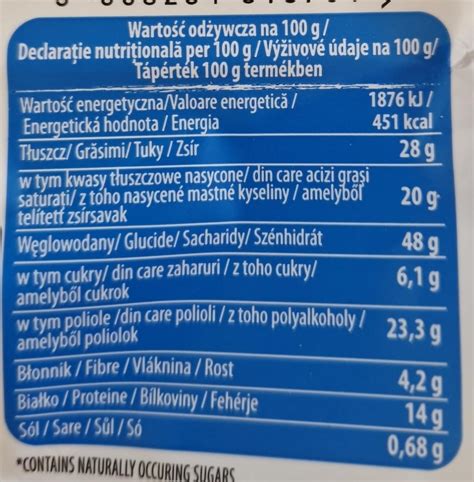 Wartość odżywcza na 100 g /
Declarație nutrițională per 100 g / Výživové údaje na 100 g/
Tápérték 100 g termékben
Wartość energetyczna/Valoare energetică / 1876 kJ /
Energetická hodnota / Energia 451 kcal
Tłuszcz/ Grăsimi/ Tuky / Zsír 28 g
w tym kwasy tłuszczowe nasycone/ din care acizi grași
saturați/ z toho nasycené mastné kyseliny / amelyből 20 g
telített zsírsavak
Węglowodany/ Glucide/ Sacharidy/ Szénhidrát 48 g
w tym cukry/ din care zaharuri / z toho cukry/ 6,1 g
amelyből cukrok
w tym poliole /din care polioli / z toho polyalkoholy / 23,3 g
amelyből poliolok
Błonnik / Fibre / Vláknina / Rost 4,2 g
Białko / Proteine / Bílkoviny / Fehérje 14 g
Sól / Sare / Sůl / Só 0,68 g
*CONTAINS NATURALLY OCCURING SUGARS